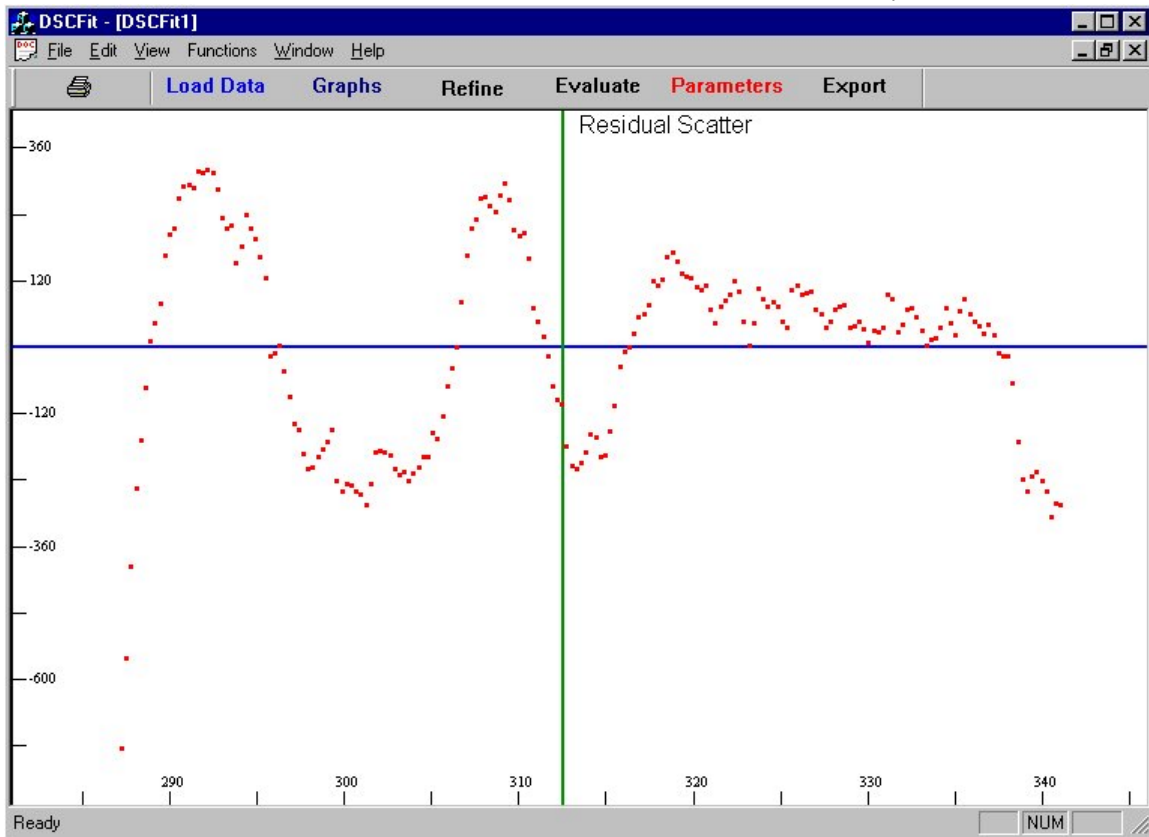 DSCFit - [DSCFit1]
DOC File Edit View Functions Window Help
Load Data Graphs Refine Evaluate Parameters Export
Residual Scatter
360
120
-120
-360
-600
290 300 310 320 330 340
Ready NUM